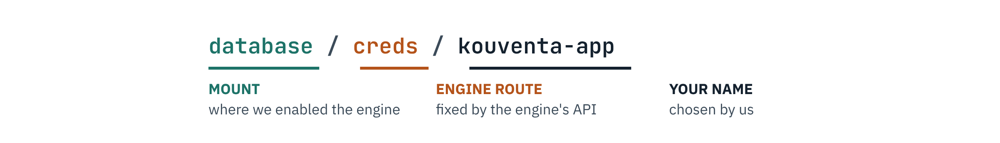 database / creds / kouventa-app
MOUNT ENGINE ROUTE YOUR NAME
where we enabled the engine fixed by the engine's API chosen by us